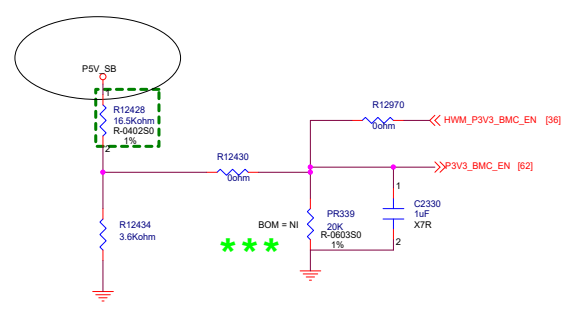 P5V_SB
1
R12428
16.5Kohm
R-0402S0
1%
2
R12970
0ohm
HWM_P3V3_BMC_EN [36]
R12430
0ohm
P3V3_BMC_EN [62]
R12434
3.6Kohm
BOM = NI
PR339
20K
R-0603S0
1%
1
C2330
1uF
X7R
2
***